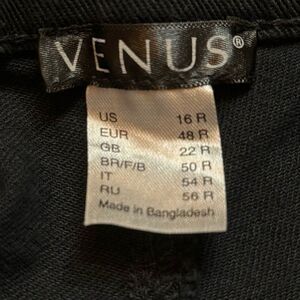 VENUS®
US 16 R
EUR 48 R
GB 22 R
BR/F/B 50 R
IT 54 R
RU 56 R
Made in Bangladesh